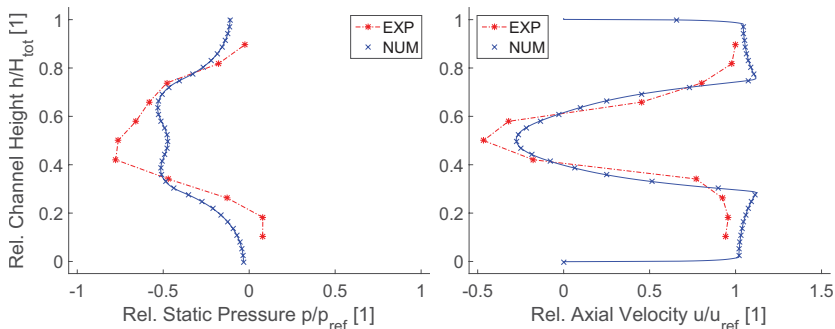 Rel. Channel Height h/H_tot [1]
1
0.8
0.6
0.4
0.2
0
-1 -0.5 0 0.5 1
Rel. Static Pressure p/p_ref [1]
EXP
NUM
1
0.8
0.6
0.4
0.2
0
-0.5 0 0.5 1 1.5
Rel. Axial Velocity u/u_ref [1]
EXP
NUM